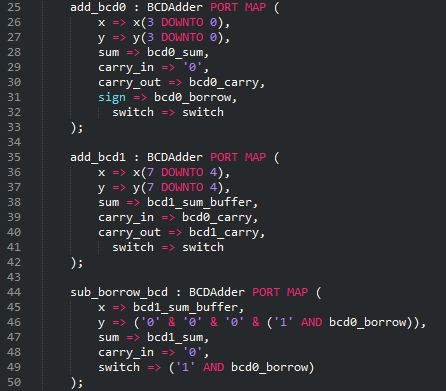 25 add_bcd0 : BCDAdder PORT MAP (
26 x => x(3 DOWNTO 0),
27 y => y(3 DOWNTO 0),
28 sum => bcd0_sum,
29 carry_in => '0',
30 carry_out => bcd0_carry,
31 sign => bcd0_borrow,
32 switch => switch
33 );
34
35 add_bcd1 : BCDAdder PORT MAP (
36 x => x(7 DOWNTO 4),
37 y => y(7 DOWNTO 4),
38 sum => bcd1_sum_buffer,
39 carry_in => bcd0_carry,
40 carry_out => bcd1_carry,
41 switch => switch
42 );
43
44 sub_borrow_bcd : BCDAdder PORT MAP (
45 x => bcd1_sum_buffer,
46 y => ('0' & '0' & '0' & ('1' AND bcd0_borrow)),
47 sum => bcd1_sum,
48 carry_in => '0',
49 switch => ('1' AND bcd0_borrow)
50 );